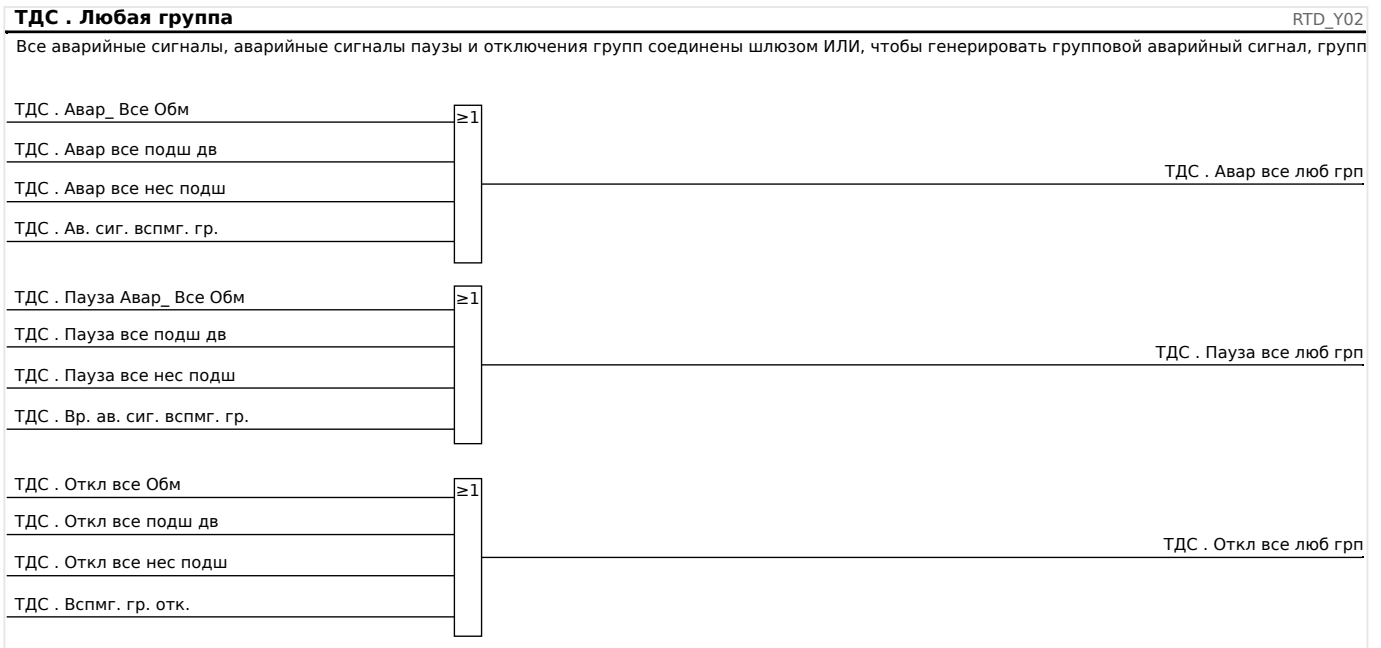 ТДС . Любая группа
RTD_Y02
Все аварийные сигналы, аварийные сигналы паузы и отключения групп соединены шлюзом ИЛИ, чтобы генерировать групповой аварийный сигнал, групп
ТДС . Авар_ Все Обм
≥1
ТДС . Авар все подш дв
ТДС . Авар все люб грп
ТДС . Авар все нес подш
ТДС . Ав. сиг. вспмг. гр.
ТДС . Пауза Авар_ Все Обм
≥1
ТДС . Пауза все подш дв
ТДС . Пауза все люб грп
ТДС . Пауза все нес подш
ТДС . Вр. ав. сиг. вспмг. гр.
ТДС . Откл все Обм
≥1
ТДС . Откл все подш дв
ТДС . Откл все люб грп
ТДС . Откл все нес подш
ТДС . Вспмг. гр. отк.